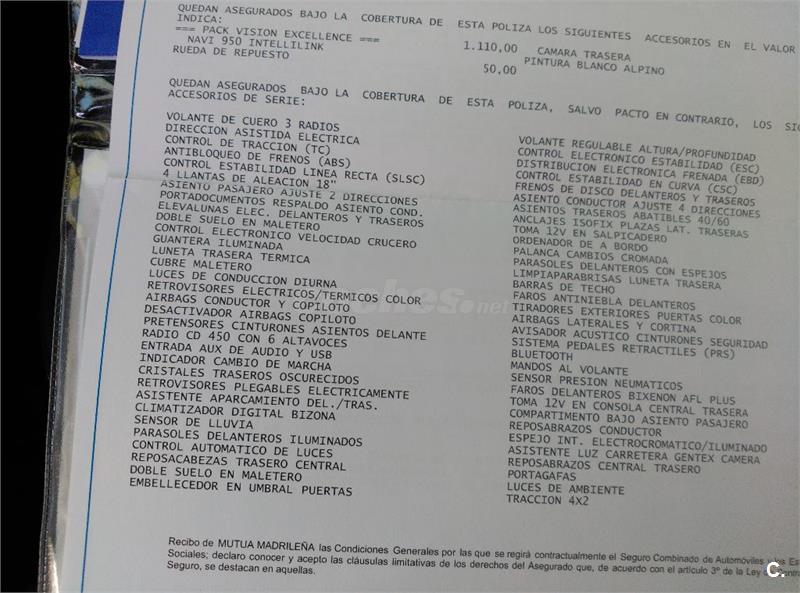 QUEDAN ASEGURADOS BAJO LA COBERTURA DE ESTA POLIZA LOS SIGUIENTES ACCESORIOS EN EL VALOR
INDICA:
=== PACK VISION EXCELLENCE ===
NAVI 950 INTELLILINK 1.110,00 CAMARA TRASERA
RUEDA DE REPUESTO 50,00 PINTURA BLANCO ALPINO
QUEDAN ASEGURADOS BAJO LA COBERTURA DE ESTA POLIZA, SALVO PACTO EN CONTRARIO, LOS SIG
ACCESORIOS DE SERIE:
VOLANTE DE CUERO 3 RADIOS
DIRECCION ASISTIDA ELECTRICA
CONTROL DE TRACCION (TC)
ANTIBLOQUEO DE FRENOS (ABS)
CONTROL ESTABILIDAD LINEA RECTA (SLSC)
4 LLANTAS DE ALEACION 18"
ASIENTO PASAJERO AJUSTE 2 DIRECCIONES
PORTADOCUMENTOS RESPALDO ASIENTO COND.
ELEVALUNAS ELEC. DELANTEROS Y TRASEROS
DOBLE SUELO EN MALETERO
CONTROL ELECTRONICO VELOCIDAD CRUCERO
GUANTERA ILUMINADA
LUNETA TRASERA TERMICA
CUBRE MALETERO
LUCES DE CONDUCCION DIURNA
RETROVISORES ELECTRICOS/TERMICOS COLOR
AIRBAGS CONDUCTOR Y COPILOTO
DESACTIVADOR AIRBAGS COPILOTO
PRETENSORES CINTURONES ASIENTOS DELANTE
RADIO CD 450 CON 6 ALTAVOCES
ENTRADA AUX DE AUDIO Y USB
INDICADOR CAMBIO DE MARCHA
CRISTALES TRASEROS OSCURECIDOS
RETROVISORES PLEGABLES ELECTRICAMENTE
ASISTENTE APARCAMIENTO DEL./TRAS.
CLIMATIZADOR DIGITAL BIZONA
SENSOR DE LLUVIA
PARASOLES DELANTEROS ILUMINADOS
CONTROL AUTOMATICO DE LUCES
REPOSACABEZAS TRASERO CENTRAL
DOBLE SUELO EN MALETERO
EMBELLECEDOR EN UMBRAL PUERTAS
VOLANTE REGULABLE ALTURA/PROFUNDIDAD
CONTROL ELECTRONICO ESTABILIDAD (ESC)
DISTRIBUCION ELECTRONICA FRENADA (EBD)
CONTROL ESTABILIDAD EN CURVA (CSC)
FRENOS DE DISCO DELANTEROS Y TRASEROS
ASIENTO CONDUCTOR AJUSTE 4 DIRECCIONES
ASIENTOS TRASEROS ABATIBLES 40/60
ANCLAJES ISOFIX PLAZAS LAT. TRASERAS
TOMA 12V EN SALPICADERO
ORDENADOR DE A BORDO
PALANCA CAMBIOS CROMADA
PARASOLES DELANTEROS CON ESPEJOS
LIMPIAPARABRISAS LUNETA TRASERA
BARRAS DE TECHO
FAROS ANTINIEBLA DELANTEROS
TIRADORES EXTERIORES PUERTAS COLOR
AIRBAGS LATERALES Y CORTINA
AVISADOR ACUSTICO CINTURONES SEGURIDAD
SISTEMA PEDALES RETRACTILES (PRS)
BLUETOOTH
MANDOS AL VOLANTE
SENSOR PRESION NEUMATICOS
FAROS DELANTEROS BIXENON AFL PLUS
TOMA 12V EN CONSOLA CENTRAL TRASERA
COMPARTIMENTO BAJO ASIENTO PASAJERO
REPOSABRAZOS CONDUCTOR
ESPEJO INT. ELECTROCROMATICO/ILUMINADO
ASISTENTE LUZ CARRETERA GENTEX CAMERA
REPOSABRAZOS CENTRAL TRASERO
PORTAGAFAS
LUCES DE AMBIENTE
TRACCION 4X2
ches.net
Recibo de MUTUA MADRILEÑA las Condiciones Generales por las que se regirá contractualmente el Seguro Combinado de Automóviles y las Es
Sociales; declaro conocer y acepto las cláusulas limitativas de los derechos del Asegurado que, de acuerdo con el artículo 3º de la Ley de Contra
Seguro, se destacan en aquellas.
C.